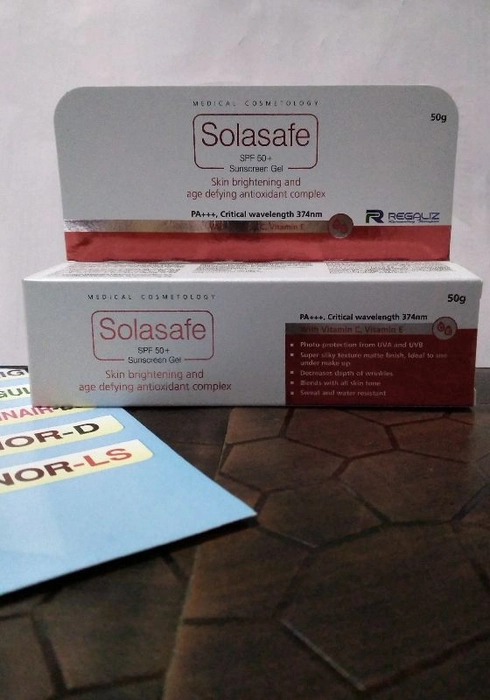 MEDICAL COSMETOLOGY
50g
Solasafe
SPF 50+
Sunscreen Gel
Skin brightening and
age defying antioxidant complex
PA+++, Critical wavelength 374nm
C, Vitamin E
REGALIZ
MEDICAL COSMETOLOGY
50g
Solasafe
SPF 50+
Sunscreen Gel
Skin brightening and
age defying antioxidant complex
PA+++, Critical wavelength 374nm
With Vitamin C, Vitamin E
Photo protection from UVA and UVB
Super silky texture matte finish, Ideal to use
under make up
Decreases depth of wrinkles
Blends with all skin tone
Sweat and water resistant
NOR-D
NOR-LS